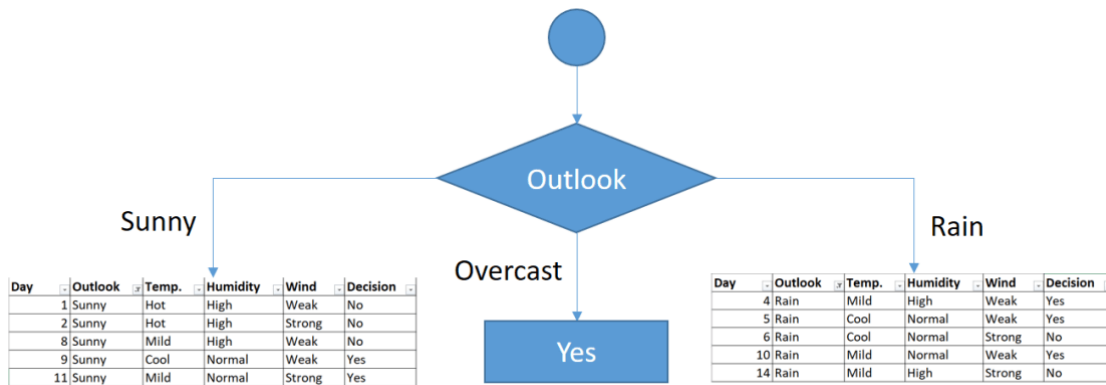 Outlook
Sunny
Rain
Overcast
Yes
Day Outlook Temp. Humidity Wind Decision
1 Sunny Hot High Weak No
2 Sunny Hot High Strong No
8 Sunny Mild High Weak No
9 Sunny Cool Normal Weak Yes
11 Sunny Mild Normal Strong Yes
Day Outlook Temp. Humidity Wind Decision
4 Rain Mild High Weak Yes
5 Rain Cool Normal Weak Yes
6 Rain Cool Normal Strong No
10 Rain Mild Normal Weak Yes
14 Rain Mild High Strong No